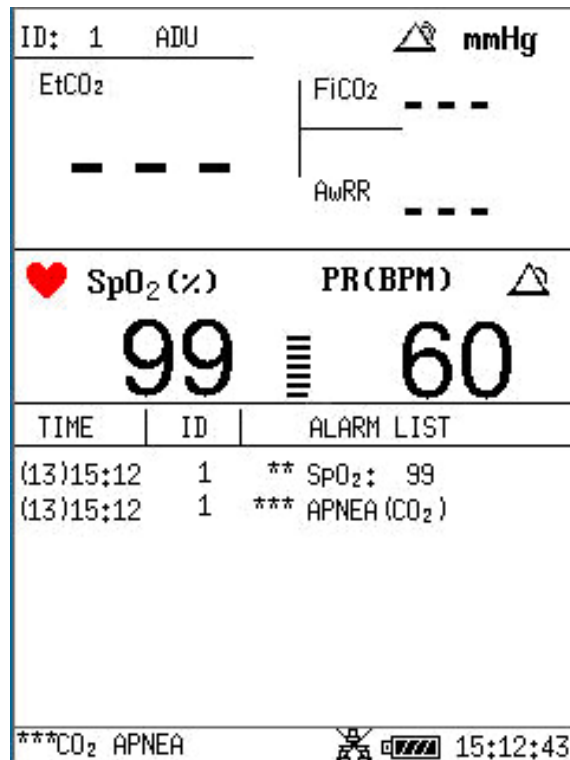 ID: 1 ADU mmHg
EtCO₂ FiCO₂ - - -
- - -
AwRR - - -
SpO₂(%) PR(BPM)
99 60
TIME ID ALARM LIST
(13)15:12 1 ** SpO₂: 99
(13)15:12 1 *** APNEA(CO₂)
***CO₂ APNEA 15:12:43